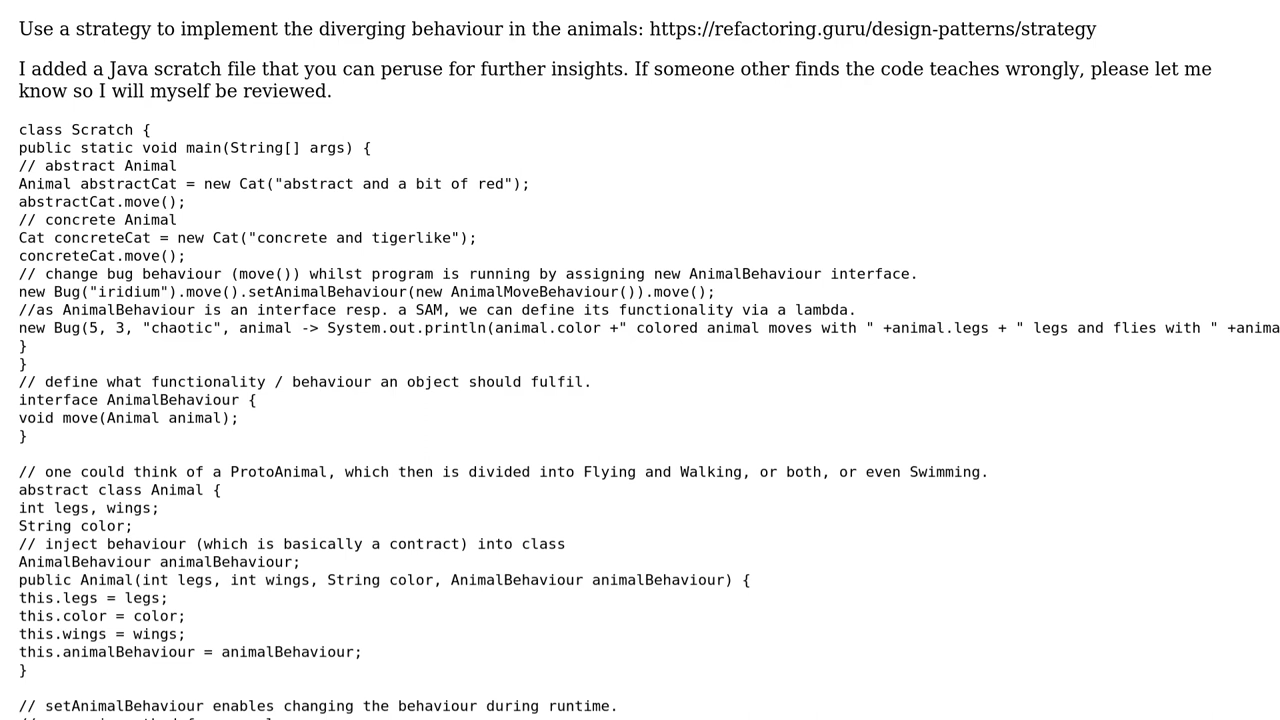 Use a strategy to implement the diverging behaviour in the animals: https://refactoring.guru/design-patterns/strategy
I added a Java scratch file that you can peruse for further insights. If someone other finds the code teaches wrongly, please let me
know so I will myself be reviewed.
class Scratch {
public static void main(String[] args) {
// abstract Animal
Animal abstractCat = new Cat("abstract and a bit of red");
abstractCat.move();
// concrete Animal
Cat concreteCat = new Cat("concrete and tigerlike");
concreteCat.move();
// change bug behaviour (move()) whilst program is running by assigning new AnimalBehaviour interface.
new Bug("iridium").move().setAnimalBehaviour(new AnimalMoveBehaviour()).move();
//as AnimalBehaviour is an interface resp. a SAM, we can define its functionality via a lambda.
new Bug(5, 3, "chaotic", animal -> System.out.println(animal.color +" colored animal moves with " +animal.legs + " legs and flies with " +anima
}
}
// define what functionality / behaviour an object should fulfil.
interface AnimalBehaviour {
void move(Animal animal);
}
// one could think of a ProtoAnimal, which then is divided into Flying and Walking, or both, or even Swimming.
abstract class Animal {
int legs, wings;
String color;
// inject behaviour (which is basically a contract) into class
AnimalBehaviour animalBehaviour;
public Animal(int legs, int wings, String color, AnimalBehaviour animalBehaviour) {
this.legs = legs;
this.color = color;
this.wings = wings;
this.animalBehaviour = animalBehaviour;
}
// setAnimalBehaviour enables changing the behaviour during runtime.